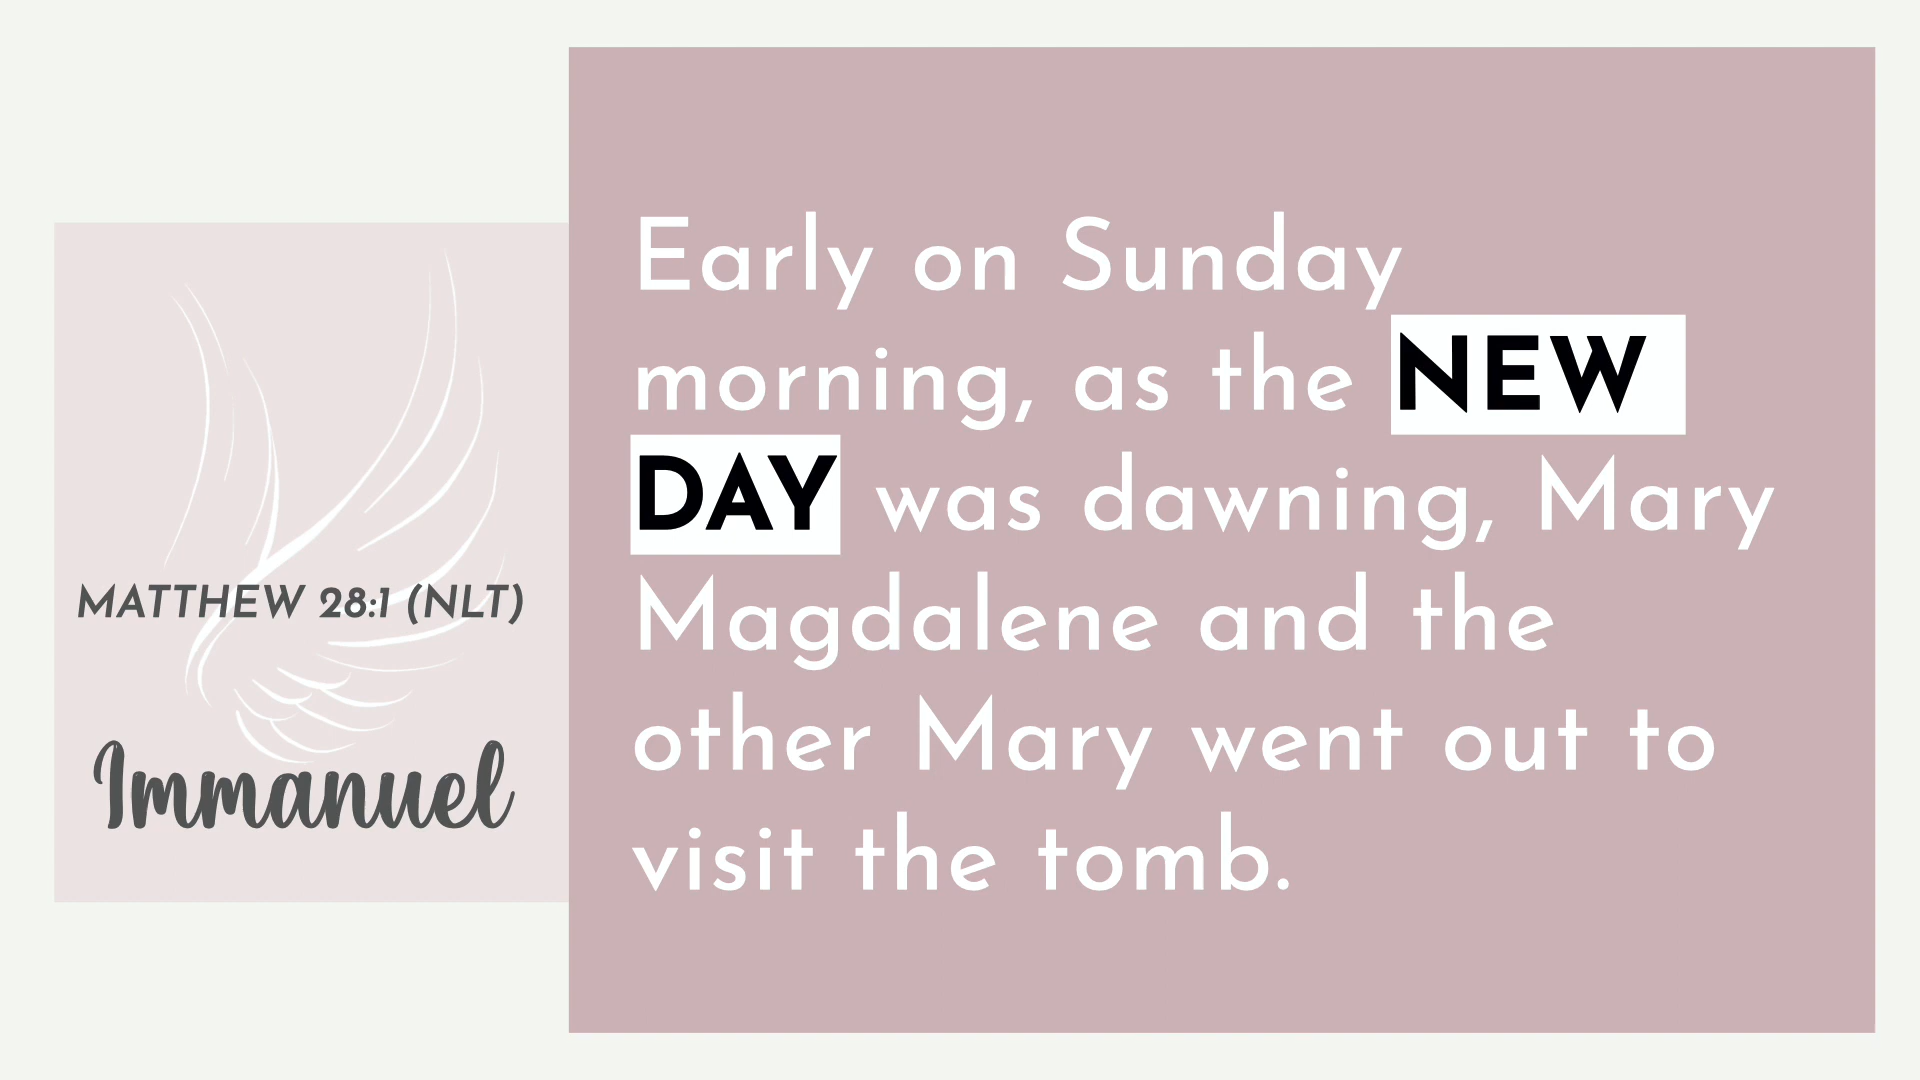 MATTHEW 28:1 (NLT)
Immanuel
Early on Sunday
morning, as the NEW
DAY was dawning, Mary
Magdalene and the
other Mary went out to
visit the tomb.